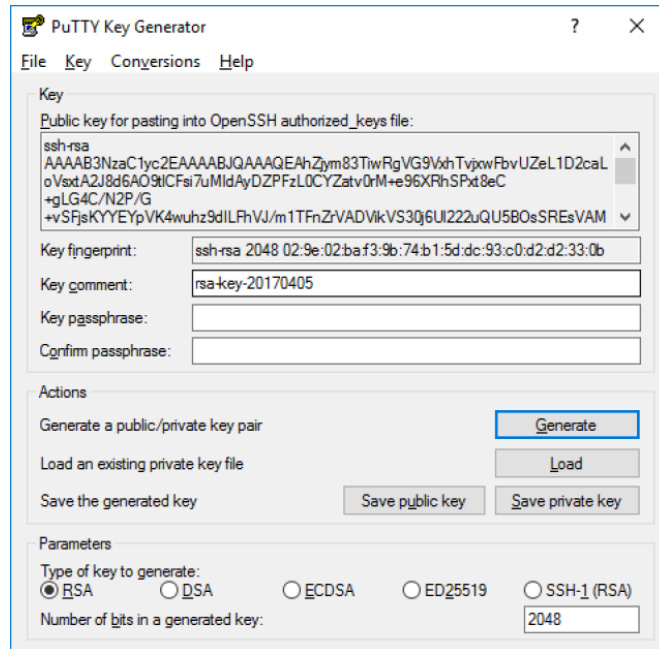 PuTTY Key Generator ? ×
File Key Conversions Help
Key
Public key for pasting into OpenSSH authorized_keys file:
ssh-rsa
AAAAB3NzaC1yc2EAAAABJQAAAQEAhZjym83TiwRgVG9VxhTvjxwFbvUZeL1D2caL
oVsxtA2J8d6AO9tlCFsi7uMIdAyDZPFzL0CYZatv0rM+e96XRhSPxt8eC
+gLG4C/N2P/G
+vSFjsKYYEYpVK4wuhz9dILFhVJ/m1TFnZrVADVikVS30j6Ul222uQU5BOsSREsVAM
Key fingerprint: ssh-rsa 2048 02:9e:02:ba:f3:9b:74:b1:5d:dc:93:c0:d2:d2:33:0b
Key comment: rsa-key-20170405
Key passphrase:
Confirm passphrase:
Actions
Generate a public/private key pair Generate
Load an existing private key file Load
Save the generated key Save public key Save private key
Parameters
Type of key to generate:
RSA DSA ECDSA ED25519 SSH-1 (RSA)
Number of bits in a generated key: 2048